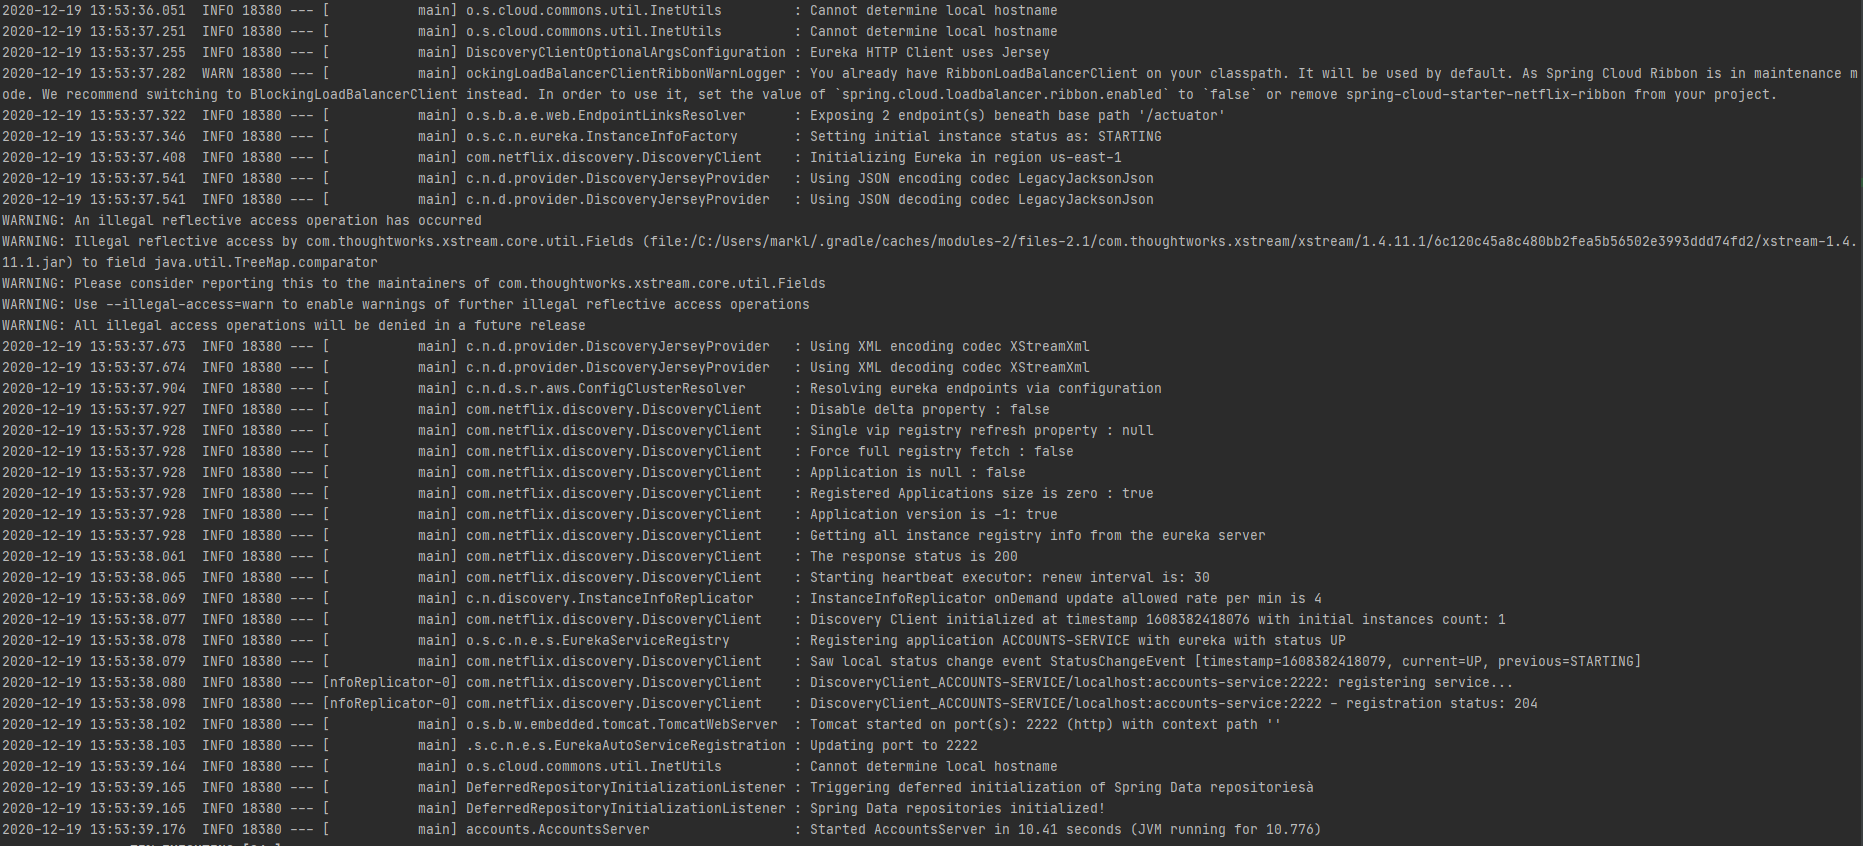 2020-12-19 13:53:36.051  INFO 18380 --- [           main] o.s.cloud.commons.util.InetUtils         : Cannot determine local hostname
2020-12-19 13:53:37.251  INFO 18380 --- [           main] o.s.cloud.commons.util.InetUtils         : Cannot determine local hostname
2020-12-19 13:53:37.255  INFO 18380 --- [           main] DiscoveryClientOptionalArgsConfiguration : Eureka HTTP Client uses Jersey
2020-12-19 13:53:37.282  WARN 18380 --- [           main] ockingLoadBalancerClientRibbonWarnLogger : You already have RibbonLoadBalancerClient on your classpath. It will be used by default. As Spring Cloud Ribbon is in maintenance m
ode. We recommend switching to BlockingLoadBalancerClient instead. In order to use it, set the value of `spring.cloud.loadbalancer.ribbon.enabled` to `false` or remove spring-cloud-starter-netflix-ribbon from your project.
2020-12-19 13:53:37.322  INFO 18380 --- [           main] o.s.b.a.e.web.EndpointLinksResolver      : Exposing 2 endpoint(s) beneath base path '/actuator'
2020-12-19 13:53:37.346  INFO 18380 --- [           main] o.s.c.n.eureka.InstanceInfoFactory       : Setting initial instance status as: STARTING
2020-12-19 13:53:37.408  INFO 18380 --- [           main] com.netflix.discovery.DiscoveryClient    : Initializing Eureka in region us-east-1
2020-12-19 13:53:37.541  INFO 18380 --- [           main] c.n.d.provider.DiscoveryJerseyProvider   : Using JSON encoding codec LegacyJacksonJson
2020-12-19 13:53:37.541  INFO 18380 --- [           main] c.n.d.provider.DiscoveryJerseyProvider   : Using JSON decoding codec LegacyJacksonJson
WARNING: An illegal reflective access operation has occurred
WARNING: Illegal reflective access by com.thoughtworks.xstream.core.util.Fields (file:/C:/Users/markl/.gradle/caches/modules-2/files-2.1/com.thoughtworks.xstream/xstream/1.4.11.1/6c120c45a8c480bb2fea5b56502e3993ddd74fd2/xstream-1.4.
11.1.jar) to field java.util.TreeMap.comparator
WARNING: Please consider reporting this to the maintainers of com.thoughtworks.xstream.core.util.Fields
WARNING: Use --illegal-access=warn to enable warnings of further illegal reflective access operations
WARNING: All illegal access operations will be denied in a future release
2020-12-19 13:53:37.673  INFO 18380 --- [           main] c.n.d.provider.DiscoveryJerseyProvider   : Using XML encoding codec XStreamXml
2020-12-19 13:53:37.674  INFO 18380 --- [           main] c.n.d.provider.DiscoveryJerseyProvider   : Using XML decoding codec XStreamXml
2020-12-19 13:53:37.904  INFO 18380 --- [           main] c.n.d.s.r.aws.ConfigClusterResolver      : Resolving eureka endpoints via configuration
2020-12-19 13:53:37.927  INFO 18380 --- [           main] com.netflix.discovery.DiscoveryClient    : Disable delta property : false
2020-12-19 13:53:37.928  INFO 18380 --- [           main] com.netflix.discovery.DiscoveryClient    : Single vip registry refresh property : null
2020-12-19 13:53:37.928  INFO 18380 --- [           main] com.netflix.discovery.DiscoveryClient    : Force full registry fetch : false
2020-12-19 13:53:37.928  INFO 18380 --- [           main] com.netflix.discovery.DiscoveryClient    : Application is null : false
2020-12-19 13:53:37.928  INFO 18380 --- [           main] com.netflix.discovery.DiscoveryClient    : Registered Applications size is zero : true
2020-12-19 13:53:37.928  INFO 18380 --- [           main] com.netflix.discovery.DiscoveryClient    : Application version is -1: true
2020-12-19 13:53:37.928  INFO 18380 --- [           main] com.netflix.discovery.DiscoveryClient    : Getting all instance registry info from the eureka server
2020-12-19 13:53:38.061  INFO 18380 --- [           main] com.netflix.discovery.DiscoveryClient    : The response status is 200
2020-12-19 13:53:38.065  INFO 18380 --- [           main] com.netflix.discovery.DiscoveryClient    : Starting heartbeat executor: renew interval is: 30
2020-12-19 13:53:38.069  INFO 18380 --- [           main] c.n.discovery.InstanceInfoReplicator     : InstanceInfoReplicator onDemand update allowed rate per min is 4
2020-12-19 13:53:38.077  INFO 18380 --- [           main] com.netflix.discovery.DiscoveryClient    : Discovery Client initialized at timestamp 1608382418076 with initial instances count: 1
2020-12-19 13:53:38.078  INFO 18380 --- [           main] o.s.c.n.e.s.EurekaServiceRegistry        : Registering application ACCOUNTS-SERVICE with eureka with status UP
2020-12-19 13:53:38.079  INFO 18380 --- [           main] com.netflix.discovery.DiscoveryClient    : Saw local status change event StatusChangeEvent [timestamp=1608382418079, current=UP, previous=STARTING]
2020-12-19 13:53:38.080  INFO 18380 --- [nfoReplicator-0] com.netflix.discovery.DiscoveryClient    : DiscoveryClient_ACCOUNTS-SERVICE/localhost:accounts-service:2222: registering service...
2020-12-19 13:53:38.098  INFO 18380 --- [nfoReplicator-0] com.netflix.discovery.DiscoveryClient    : DiscoveryClient_ACCOUNTS-SERVICE/localhost:accounts-service:2222 - registration status: 204
2020-12-19 13:53:38.102  INFO 18380 --- [           main] o.s.b.w.embedded.tomcat.TomcatWebServer  : Tomcat started on port(s): 2222 (http) with context path ''
2020-12-19 13:53:38.103  INFO 18380 --- [           main] .s.c.n.e.s.EurekaAutoServiceRegistration : Updating port to 2222
2020-12-19 13:53:39.164  INFO 18380 --- [           main] o.s.cloud.commons.util.InetUtils         : Cannot determine local hostname
2020-12-19 13:53:39.165  INFO 18380 --- [           main] DeferredRepositoryInitializationListener : Triggering deferred initialization of Spring Data repositoriesà
2020-12-19 13:53:39.165  INFO 18380 --- [           main] DeferredRepositoryInitializationListener : Spring Data repositories initialized!
2020-12-19 13:53:39.176  INFO 18380 --- [           main] accounts.AccountsServer                  : Started AccountsServer in 10.41 seconds (JVM running for 10.776)